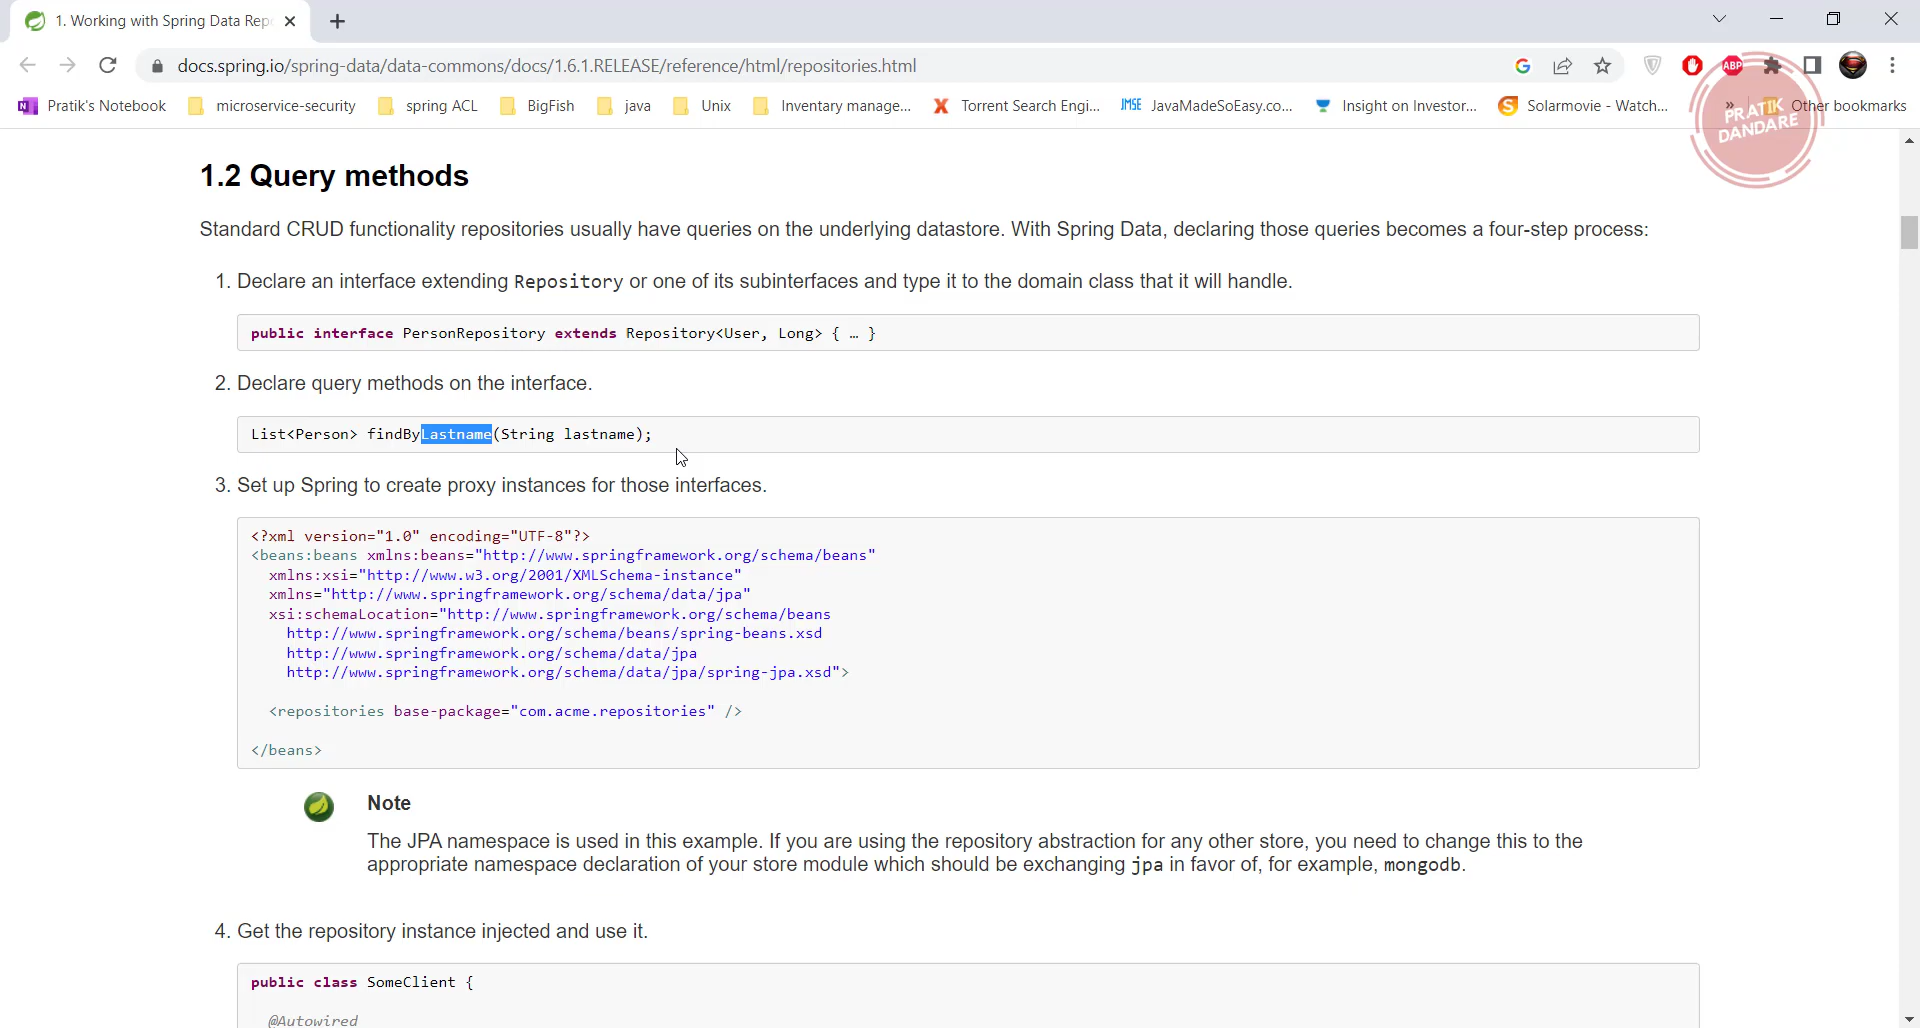 1. Working with Spring Data Rep
docs.spring.io/spring-data/data-commons/docs/1.6.1.RELEASE/reference/html/repositories.html
ABP
Pratik's Notebook microservice-security spring ACL BigFish java Unix Inventary manage... Torrent Search Engi... JMSE JavaMadeSoEasy.co... Insight on Investor... Solarmovie - Watch... » Other bookmarks
PRATIK
DANDARE
1.2 Query methods
Standard CRUD functionality repositories usually have queries on the underlying datastore. With Spring Data, declaring those queries becomes a four-step process:
1. Declare an interface extending Repository or one of its subinterfaces and type it to the domain class that it will handle.
public interface PersonRepository extends Repository<User, Long> { … }
2. Declare query methods on the interface.
List<Person> findByLastname(String lastname);
3. Set up Spring to create proxy instances for those interfaces.
<?xml version="1.0" encoding="UTF-8"?>
<beans:beans xmlns:beans="http://www.springframework.org/schema/beans"
xmlns:xsi="http://www.w3.org/2001/XMLSchema-instance"
xmlns="http://www.springframework.org/schema/data/jpa"
xsi:schemaLocation="http://www.springframework.org/schema/beans
http://www.springframework.org/schema/beans/spring-beans.xsd
http://www.springframework.org/schema/data/jpa
http://www.springframework.org/schema/data/jpa/spring-jpa.xsd">
<repositories base-package="com.acme.repositories" />
</beans>
Note
The JPA namespace is used in this example. If you are using the repository abstraction for any other store, you need to change this to the
appropriate namespace declaration of your store module which should be exchanging jpa in favor of, for example, mongodb.
4. Get the repository instance injected and use it.
public class SomeClient {
@Autowired